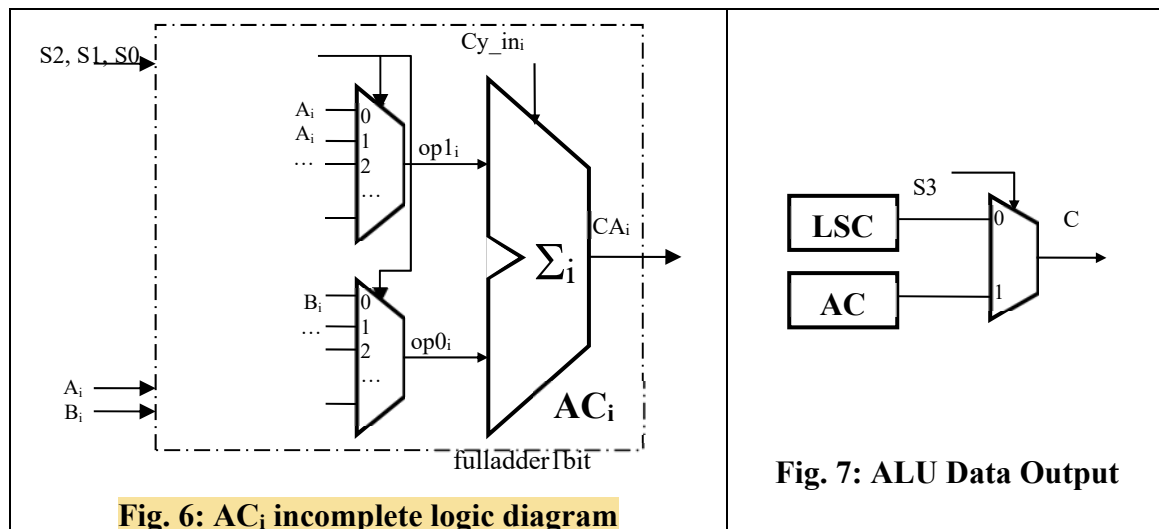 S2, S1, S0
Cy_inᵢ
Aᵢ
0
Aᵢ
1
…
2
…
op1ᵢ
Bᵢ
0
…
1
2
…
op0ᵢ
Σᵢ
CAᵢ
Aᵢ
Bᵢ
ACᵢ
fulladder1bit
Fig. 6: ACᵢ incomplete logic diagram
S3
LSC
0
C
AC
1
Fig. 7: ALU Data Output